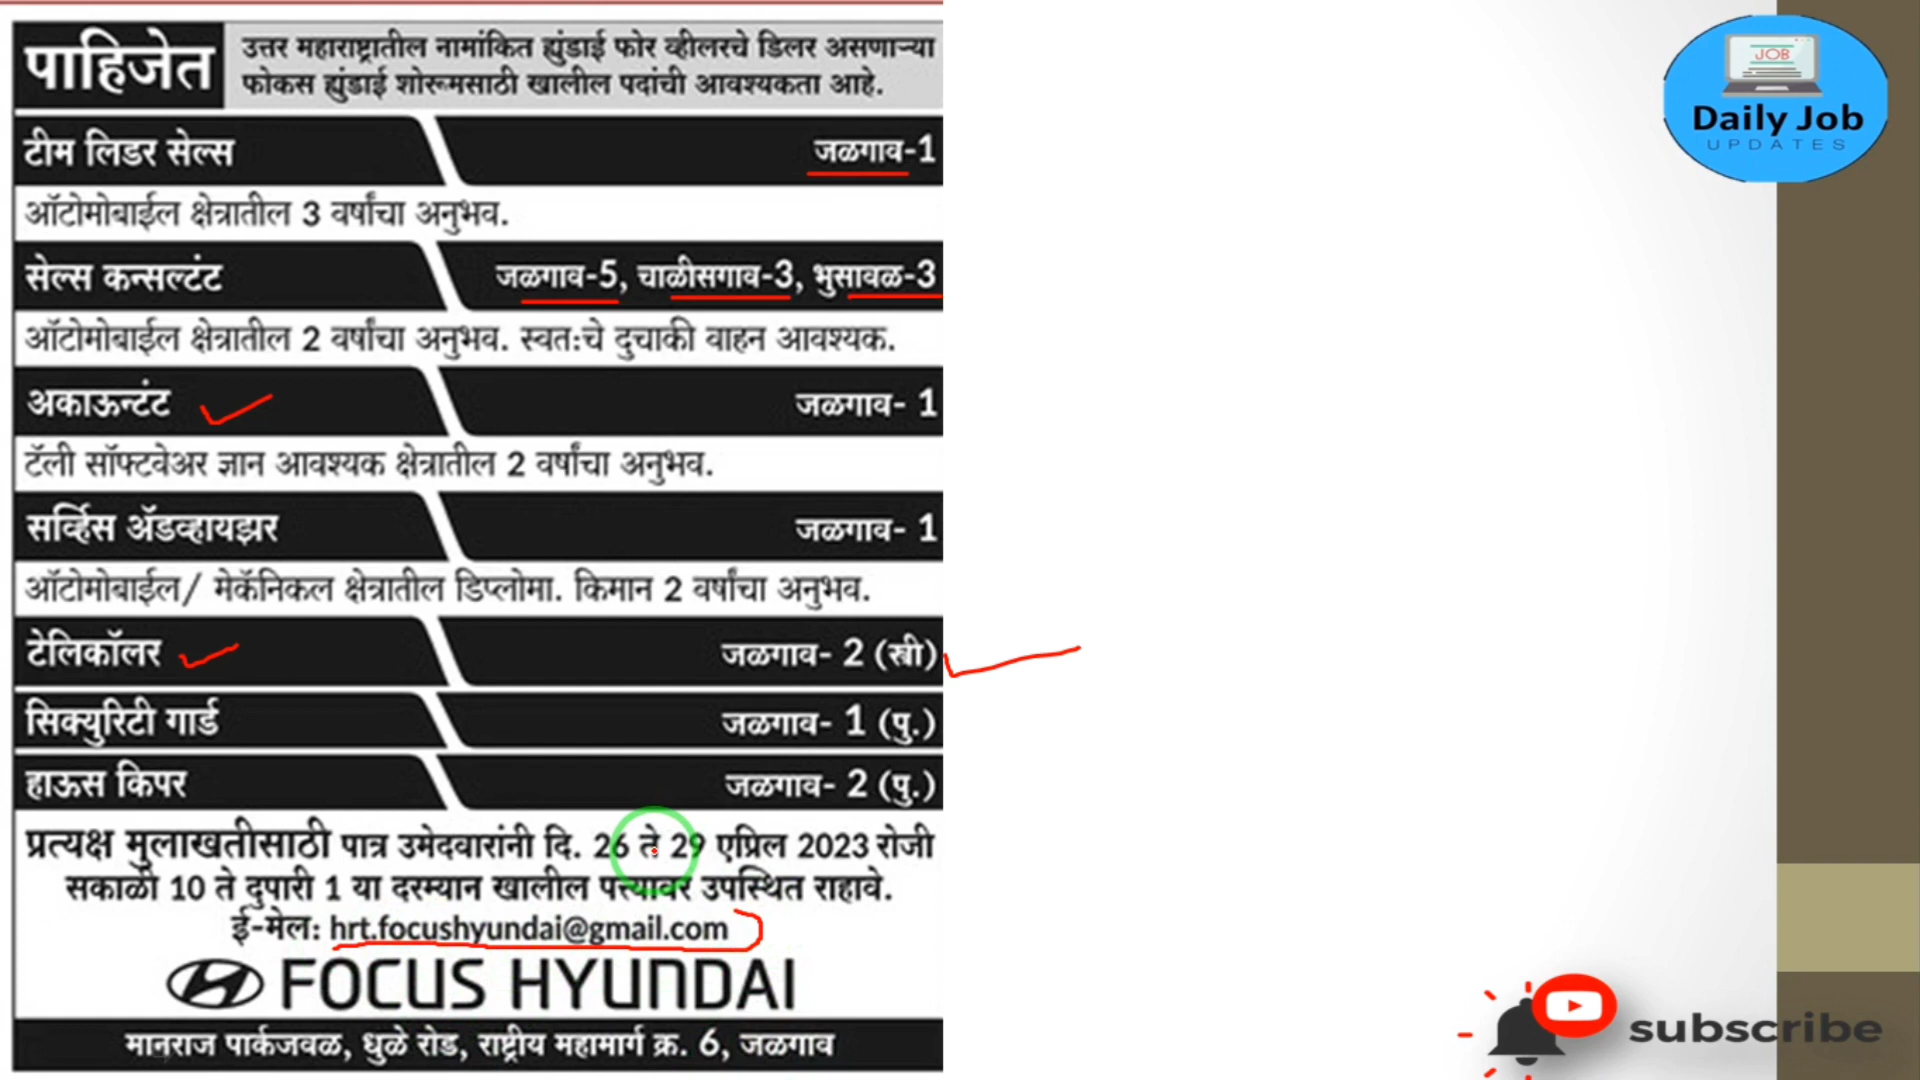 पाहिजेत
उत्तर महाराष्ट्रातील नामांकित ह्युंडाई फोर व्हीलरचे डिलर असणाऱ्या
फोकस ह्युंडाई शोरूमसाठी खालील पदांची आवश्यकता आहे.
टीम लिडर सेल्स जळगाव-1
ऑटोमोबाईल क्षेत्रातील 3 वर्षांचा अनुभव.
सेल्स कन्सल्टंट जळगाव-5, चाळीसगाव-3, भुसावळ-3
ऑटोमोबाईल क्षेत्रातील 2 वर्षांचा अनुभव. स्वत:चे दुचाकी वाहन आवश्यक.
अकाऊन्टंट जळगाव- 1
टॅली सॉफ्टवेअर ज्ञान आवश्यक क्षेत्रातील 2 वर्षांचा अनुभव.
सर्व्हिस ॲडव्हायझर जळगाव- 1
ऑटोमोबाईल/ मेकॅनिकल क्षेत्रातील डिप्लोमा. किमान 2 वर्षांचा अनुभव.
टेलिकॉलर जळगाव- 2 (स्त्री)
सिक्युरिटी गार्ड जळगाव- 1 (पु.)
हाऊस किपर जळगाव- 2 (पु.)
प्रत्यक्ष मुलाखतीसाठी पात्र उमेदवारांनी दि. 26 ते 29 एप्रिल 2023 रोजी
सकाळी 10 ते दुपारी 1 या दरम्यान खालील पत्त्यावर उपस्थित राहावे.
ई-मेल: hrt.focushyundai@gmail.com
FOCUS HYUNDAI
मानराज पार्कजवळ, धुळे रोड, राष्ट्रीय महामार्ग क्र. 6, जळगाव
JOB
Daily Job
UPDATES
subscribe